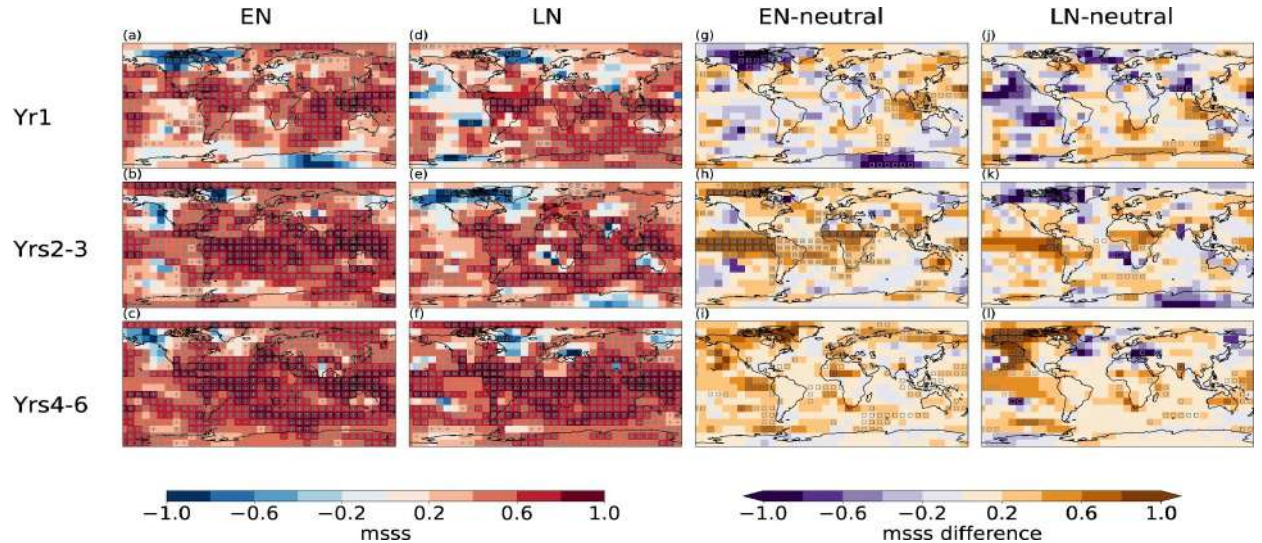 EN LN EN-neutral LN-neutral
(a) (d) (g) (j)
Yr1
(b) (e) (h) (k)
Yrs2-3
(c) (f) (i) (l)
Yrs4-6
−1.0 −0.6 −0.2 0.2 0.6 1.0 −1.0 −0.6 −0.2 0.2 0.6 1.0
msss msss difference